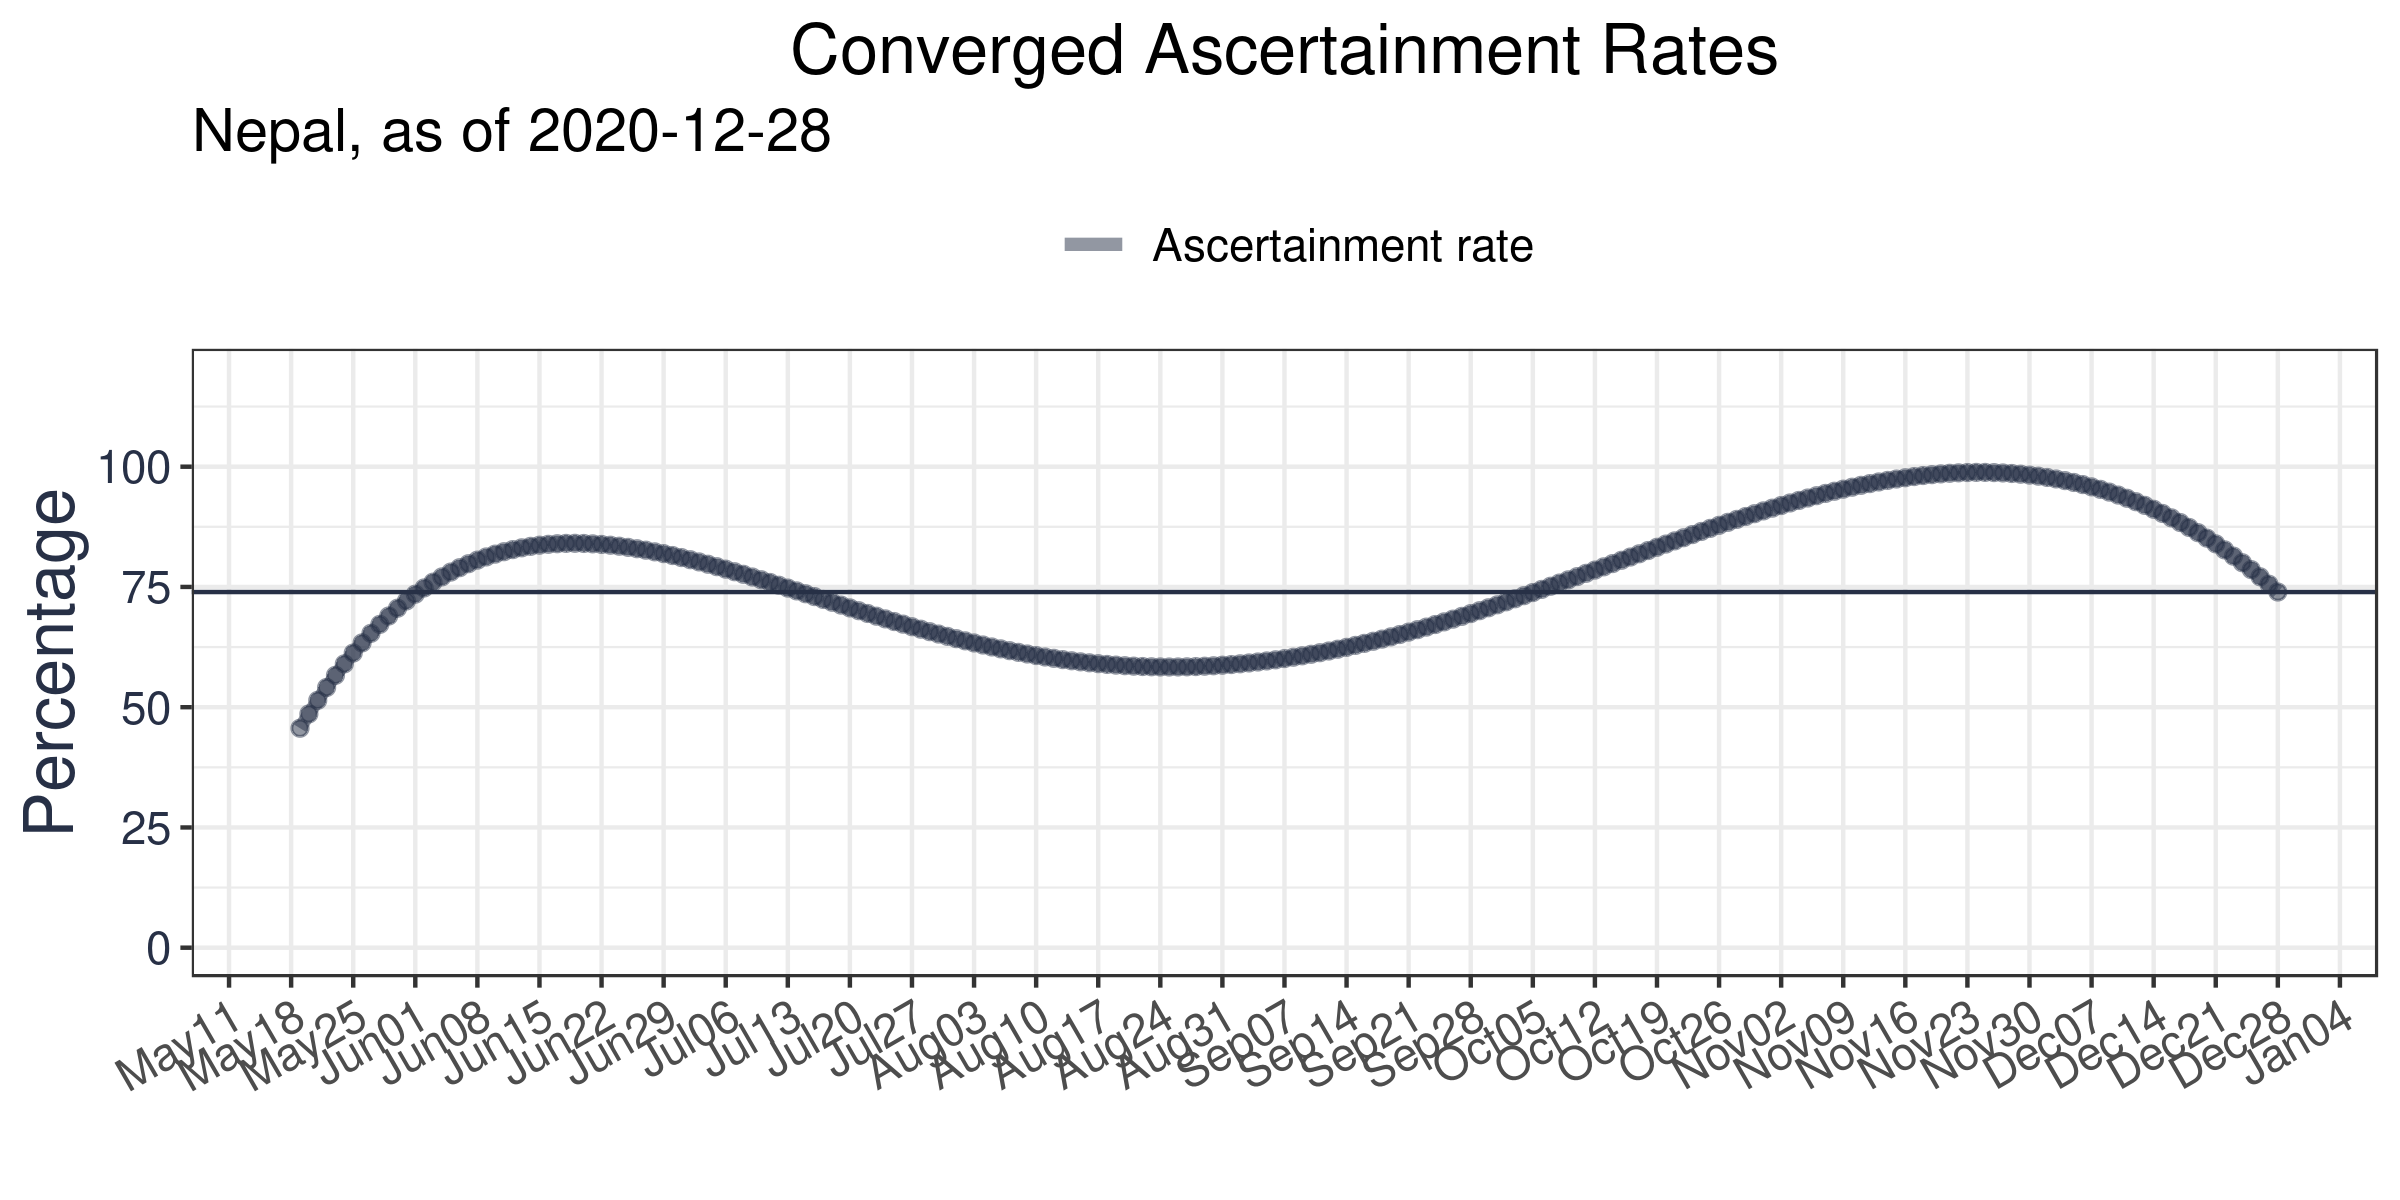 Converged Ascertainment Rates
Nepal, as of 2020-12-28
Ascertainment rate
Percentage
100
75
50
25
0
May11
May18
May25
Jun01
Jun08
Jun15
Jun22
Jun29
Jul06
Jul13
Jul20
Jul27
Aug03
Aug10
Aug17
Aug24
Aug31
Sep07
Sep14
Sep21
Sep28
Oct05
Oct12
Oct19
Oct26
Nov02
Nov09
Nov16
Nov23
Nov30
Dec07
Dec14
Dec21
Dec28
Jan04